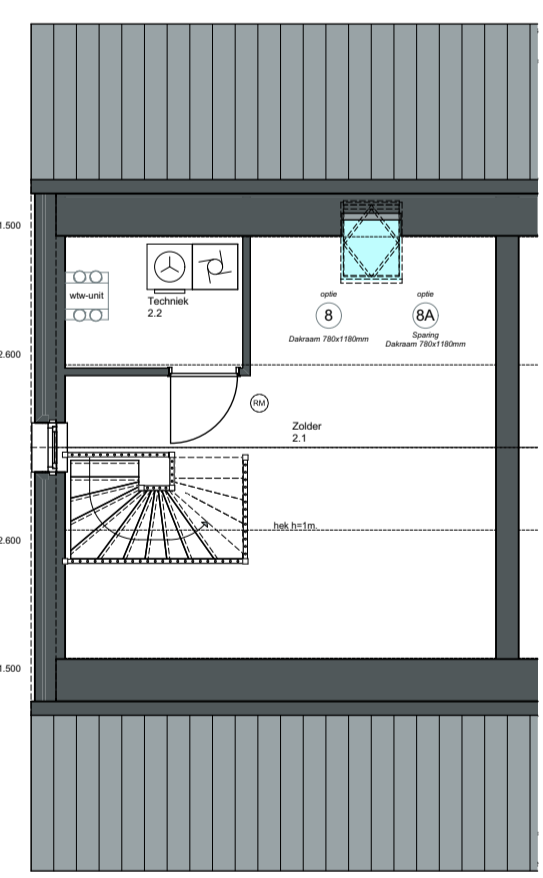 1.500
wtw-unit
Techniek
2.2
optie
8
Dakraam 780x1180mm
optie
8A
Sparing
Dakraam 780x1180mm
2.600
RM
Zolder
2.1
hek h=1m.
2.600
1.500